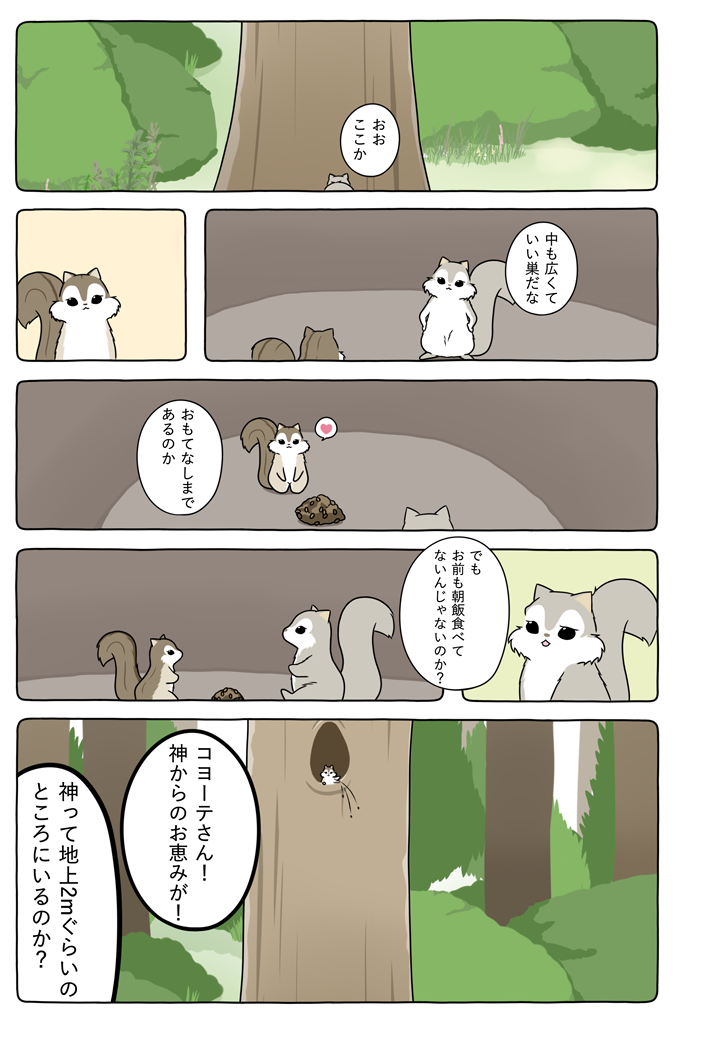 おお
ここか
中も広くて
いい巣だな
おもてなしまで
あるのか
でも
お前も朝飯食べて
ないんじゃないのか？
コヨーテさん！
神からのお恵みが！
神って地上2mぐらいの
ところにいるのか？